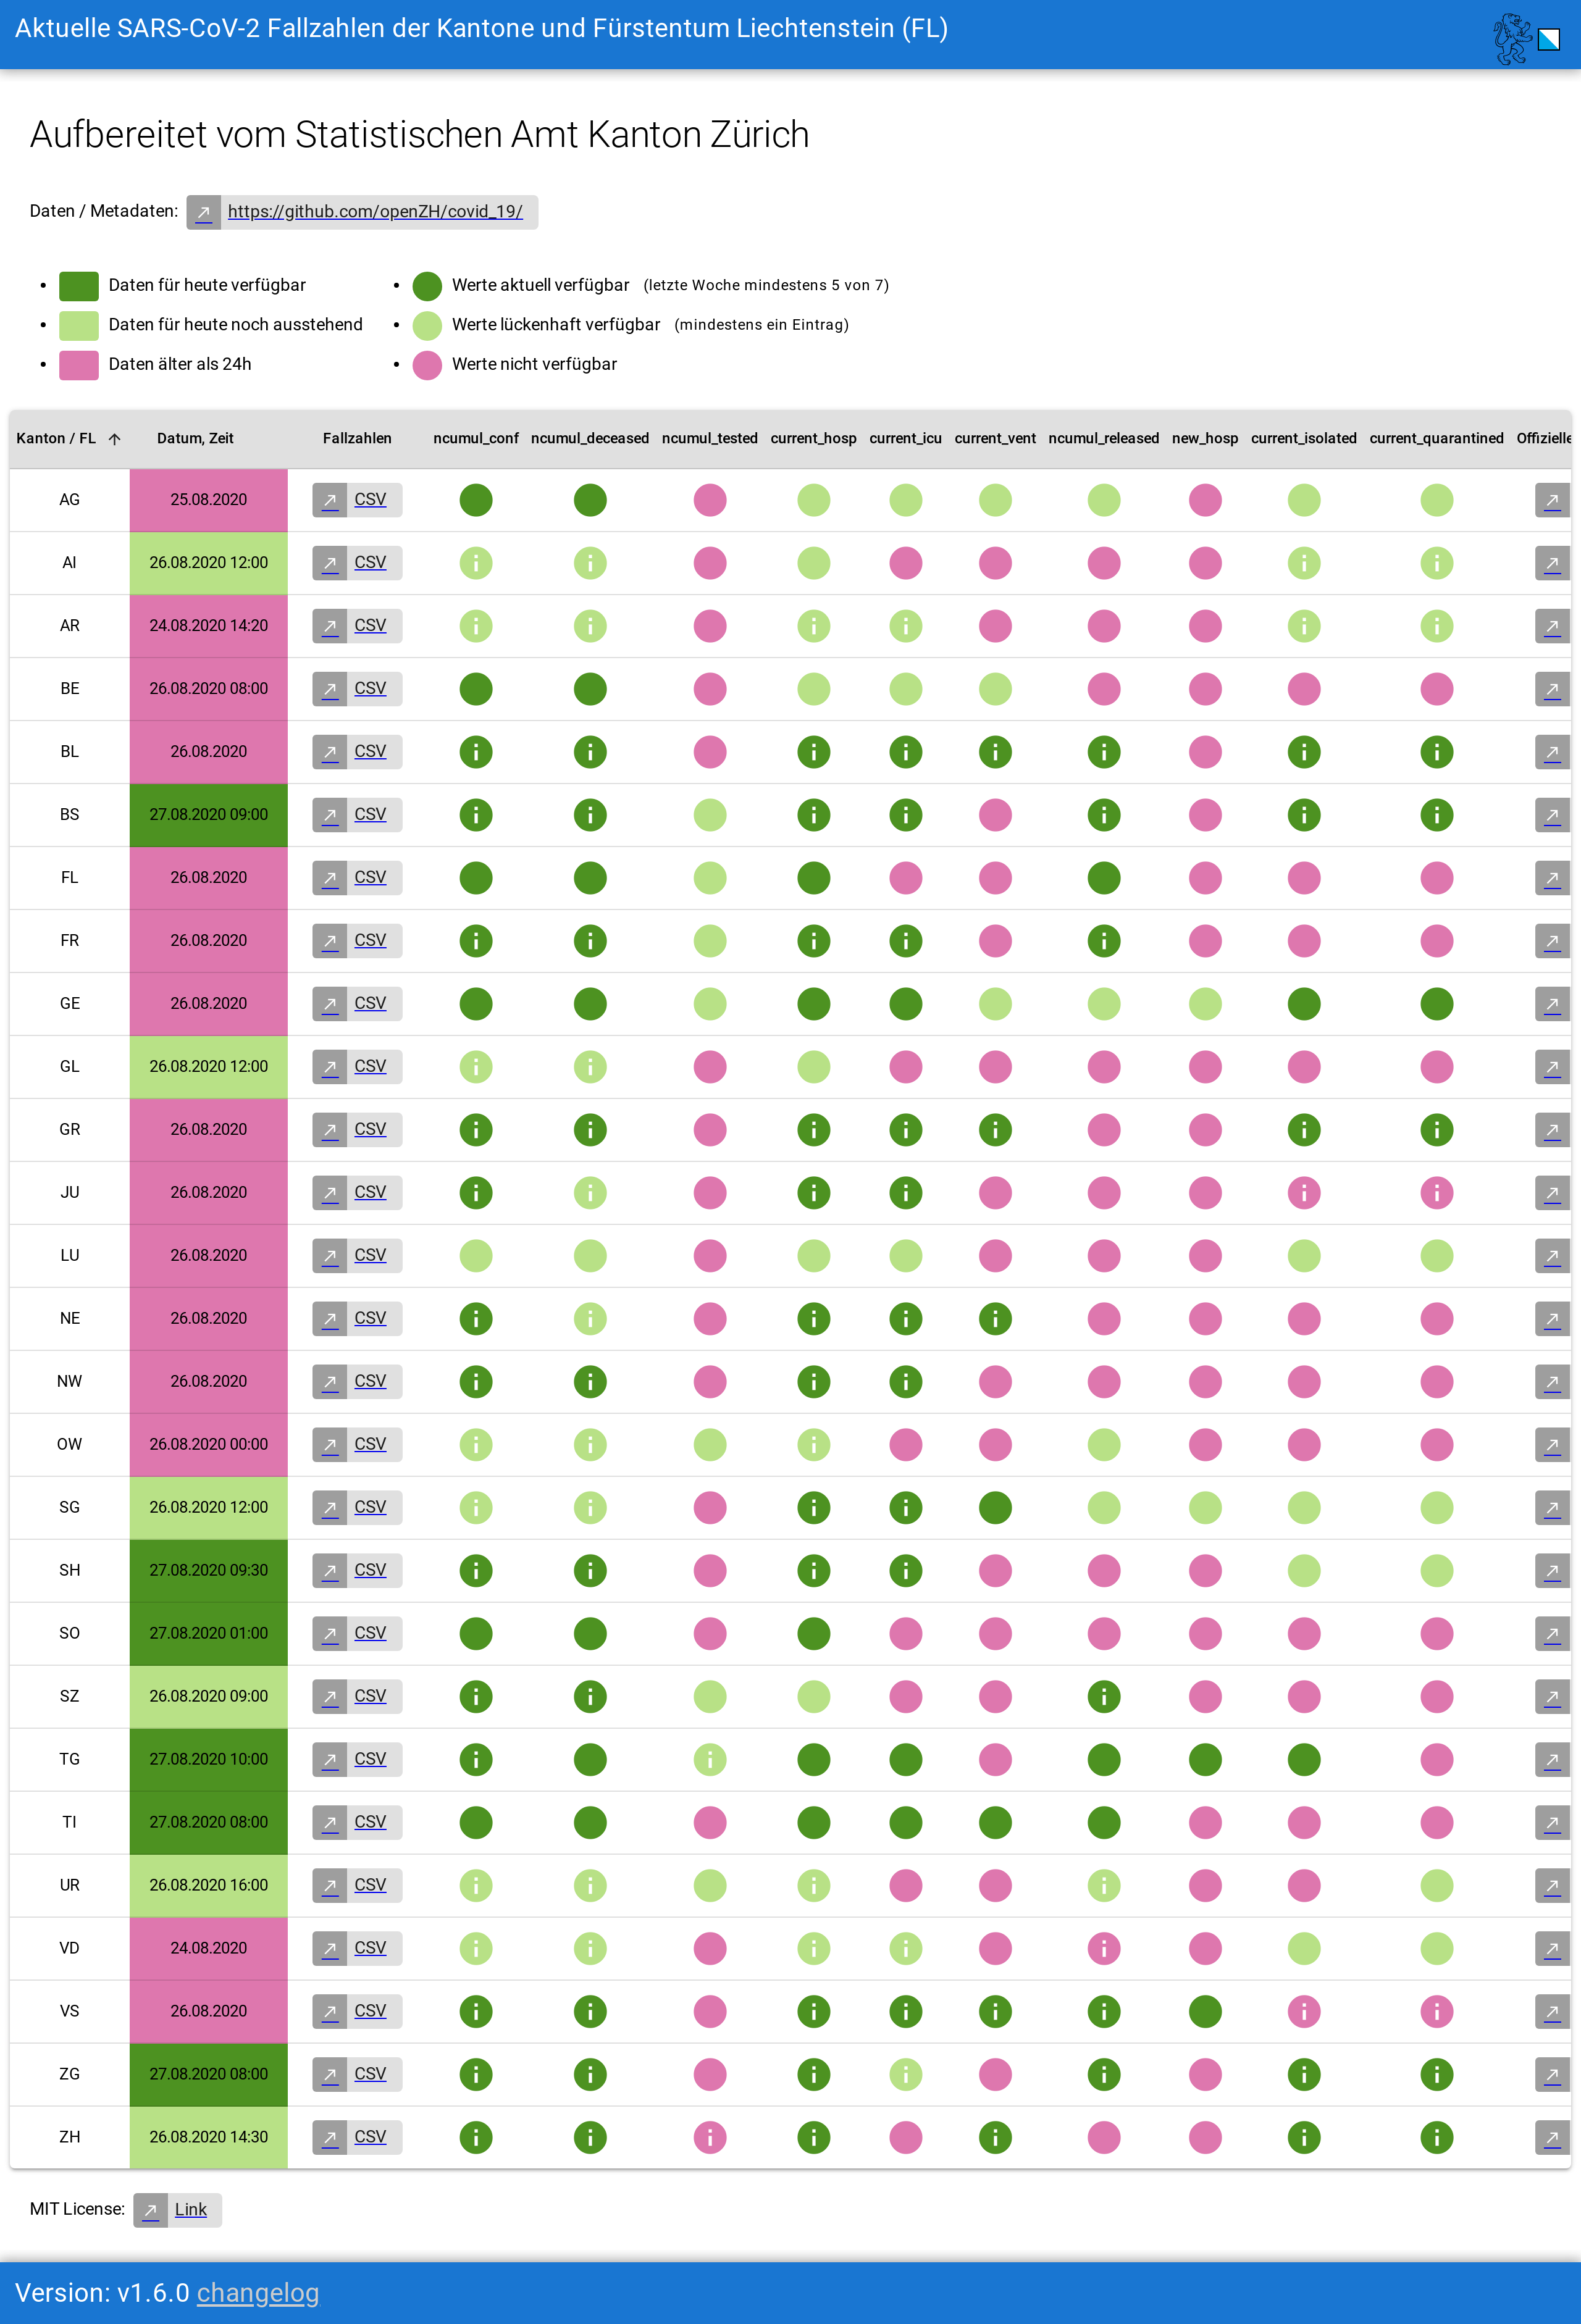 Aktuelle SARS-CoV-2 Fallzahlen der Kantone und Fürstentum Liechtenstein (FL)
Aufbereitet vom Statistischen Amt Kanton Zürich
Daten / Metadaten: https://github.com/openZH/covid_19/
Daten für heute verfügbar
Daten für heute noch ausstehend
Daten älter als 24h
Werte aktuell verfügbar (letzte Woche mindestens 5 von 7)
Werte lückenhaft verfügbar (mindestens ein Eintrag)
Werte nicht verfügbar
Kanton / FL Datum, Zeit Fallzahlen ncumul_conf ncumul_deceased ncumul_tested current_hosp current_icu current_vent ncumul_released new_hosp current_isolated current_quarantined Offizielle
AG 25.08.2020 CSV
AI 26.08.2020 12:00 CSV
AR 24.08.2020 14:20 CSV
BE 26.08.2020 08:00 CSV
BL 26.08.2020 CSV
BS 27.08.2020 09:00 CSV
FL 26.08.2020 CSV
FR 26.08.2020 CSV
GE 26.08.2020 CSV
GL 26.08.2020 12:00 CSV
GR 26.08.2020 CSV
JU 26.08.2020 CSV
LU 26.08.2020 CSV
NE 26.08.2020 CSV
NW 26.08.2020 CSV
OW 26.08.2020 00:00 CSV
SG 26.08.2020 12:00 CSV
SH 27.08.2020 09:30 CSV
SO 27.08.2020 01:00 CSV
SZ 26.08.2020 09:00 CSV
TG 27.08.2020 10:00 CSV
TI 27.08.2020 08:00 CSV
UR 26.08.2020 16:00 CSV
VD 24.08.2020 CSV
VS 26.08.2020 CSV
ZG 27.08.2020 08:00 CSV
ZH 26.08.2020 14:30 CSV
MIT License: Link
Version: v1.6.0 changelog